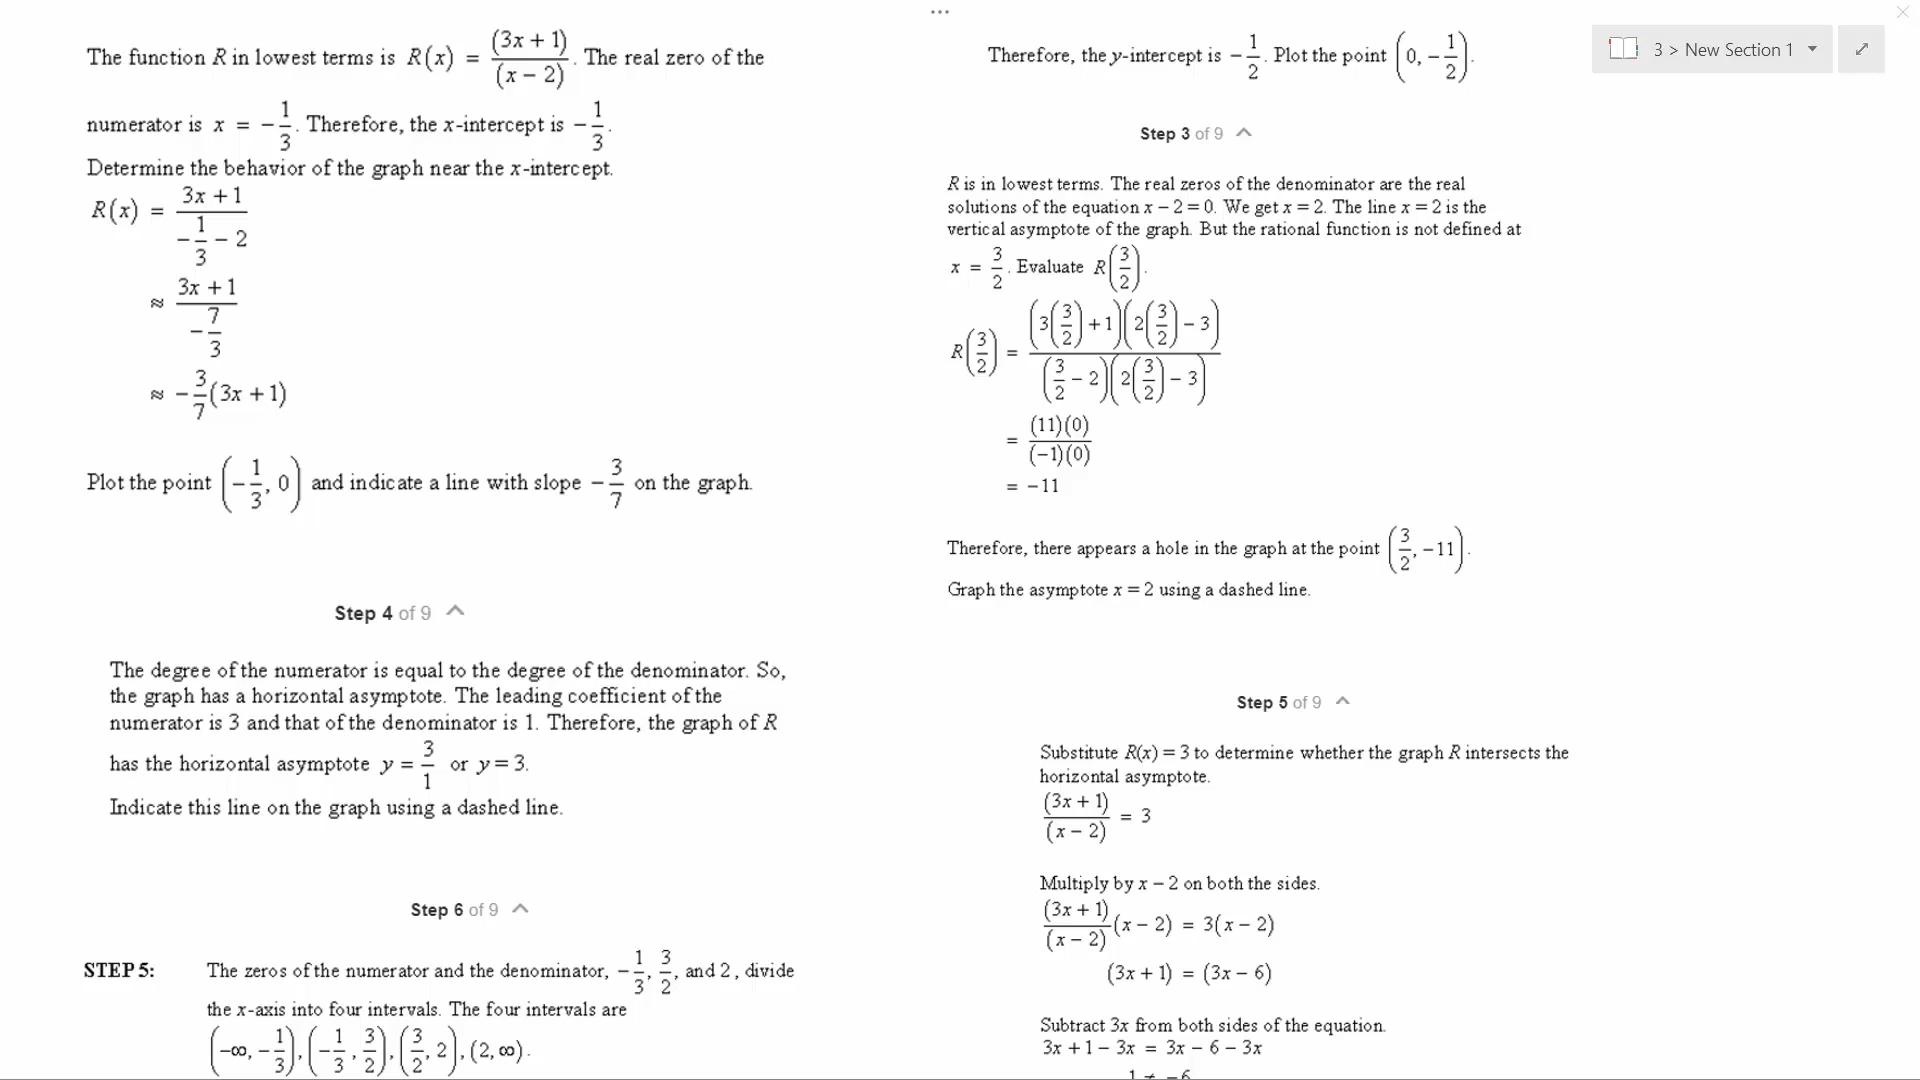 The function R in lowest terms is R(x) = (3x + 1)/(x − 2). The real zero of the
numerator is x = −1/3. Therefore, the x-intercept is −1/3.
Determine the behavior of the graph near the x-intercept.
R(x) = (3x + 1)/(−1/3 − 2)
≈ (3x + 1)/(−7/3)
≈ −3/7(3x + 1)
Plot the point (−1/3, 0) and indicate a line with slope −3/7 on the graph.
Step 4 of 9
The degree of the numerator is equal to the degree of the denominator. So,
the graph has a horizontal asymptote. The leading coefficient of the
numerator is 3 and that of the denominator is 1. Therefore, the graph of R
has the horizontal asymptote y = 3/1 or y = 3.
Indicate this line on the graph using a dashed line.
Step 6 of 9
STEP 5: The zeros of the numerator and the denominator, −1/3, 3/2, and 2, divide
the x-axis into four intervals. The four intervals are
(−∞, −1/3), (−1/3, 3/2), (3/2, 2), (2, ∞).
...
Therefore, the y-intercept is −1/2. Plot the point (0, −1/2).
3 > New Section 1
Step 3 of 9
R is in lowest terms. The real zeros of the denominator are the real
solutions of the equation x − 2 = 0. We get x = 2. The line x = 2 is the
vertical asymptote of the graph. But the rational function is not defined at
x = 3/2. Evaluate R(3/2).
R(3/2) = ((3(3/2) + 1)(2(3/2) − 3))/((3/2 − 2)(2(3/2) − 3))
= (11)(0)/(−1)(0)
= −11
Therefore, there appears a hole in the graph at the point (3/2, −11).
Graph the asymptote x = 2 using a dashed line.
Step 5 of 9
Substitute R(x) = 3 to determine whether the graph R intersects the
horizontal asymptote.
(3x + 1)/(x − 2) = 3
Multiply by x − 2 on both the sides.
(3x + 1)/(x − 2) (x − 2) = 3(x − 2)
(3x + 1) = (3x − 6)
Subtract 3x from both sides of the equation.
3x + 1 − 3x = 3x − 6 − 3x
1 ≠ −6